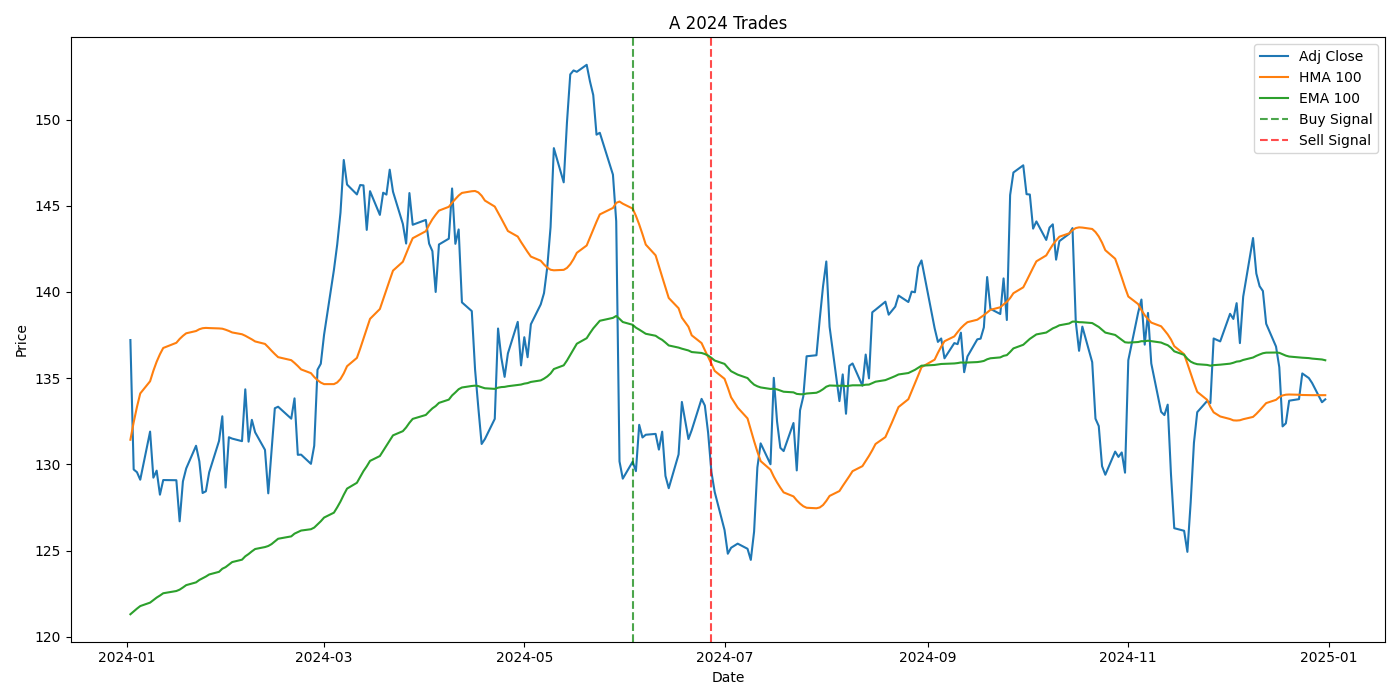 A 2024 Trades
Adj Close
HMA 100
EMA 100
Buy Signal
Sell Signal
Price
150
145
140
135
130
125
120
2024-01 2024-03 2024-05 2024-07 2024-09 2024-11 2025-01
Date